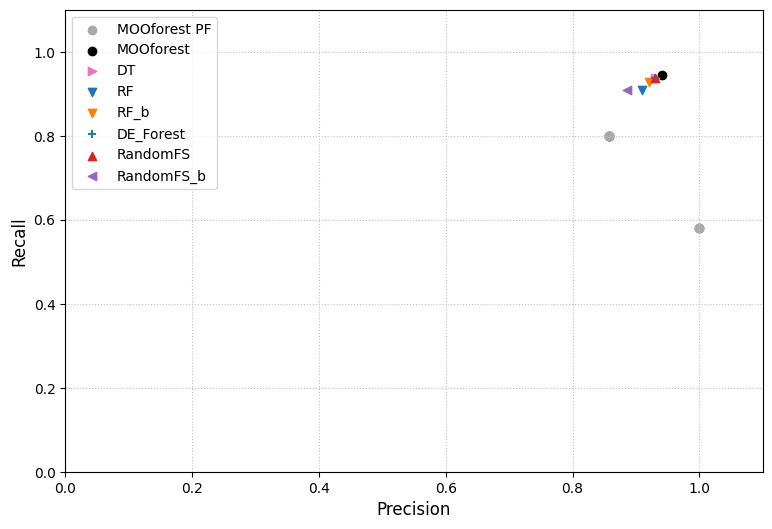 MOOforest PF
MOOforest
DT
RF
RF_b
DE_Forest
RandomFS
RandomFS_b
1.0
0.8
0.6
0.4
0.2
0.0
Recall
0.0 0.2 0.4 0.6 0.8 1.0
Precision